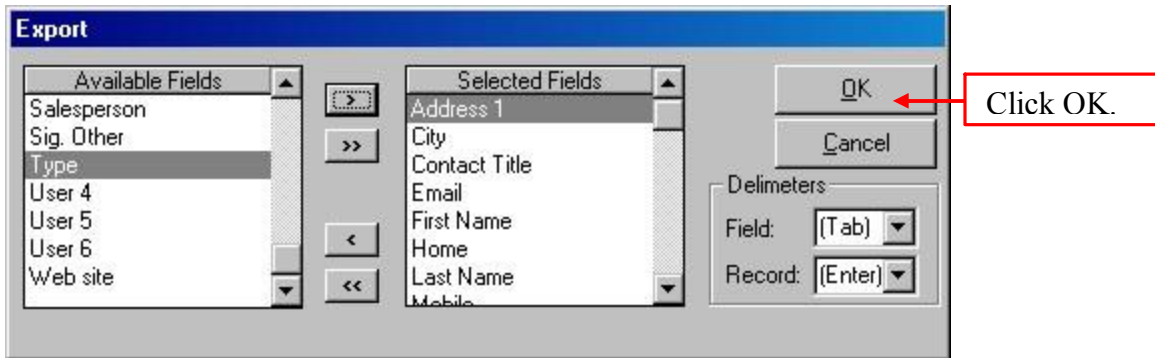 Export
Available Fields
Salesperson
Sig. Other
Type
User 4
User 5
User 6
Web site
>
>>
<
<<
Selected Fields
Address 1
City
Contact Title
Email
First Name
Home
Last Name
Mobile
OK
Cancel
Delimeters
Field: (Tab)
Record: (Enter)
Click OK.